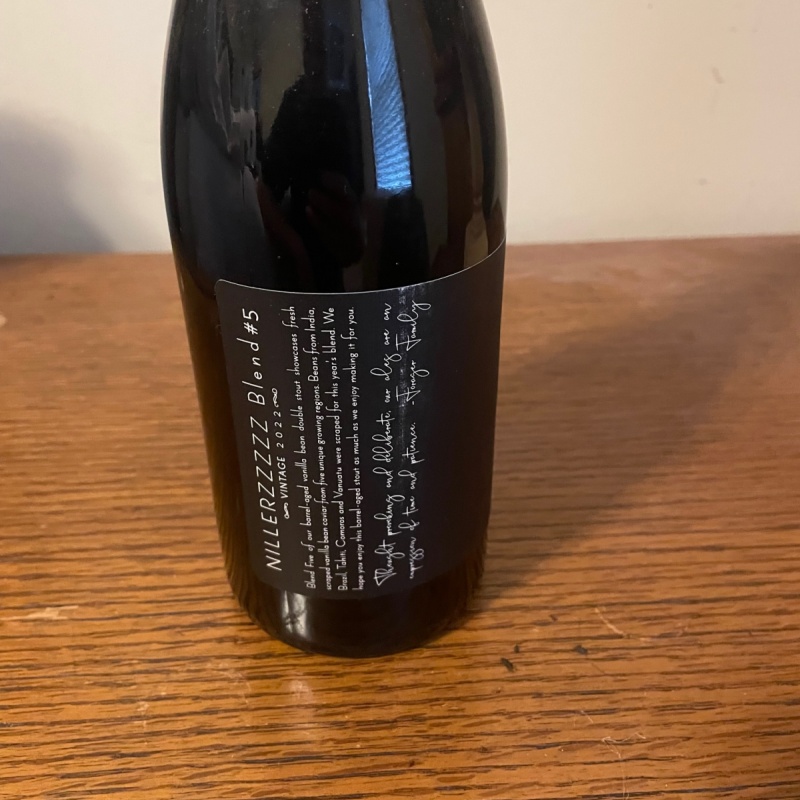 NILLERZZZZZ Blend #5
VINTAGE 2022
Blend Five of our barrel-aged vanilla bean double stout showcases fresh
scraped vanilla bean caviar from five unique growing regions. Beans from India,
Brazil, Tahiti, Comoros and Vanuatu were scraped for this year's blend. We
hope you enjoy this barrel-aged stout as much as we enjoy making it for you.
Thought provoking and deliberate, our ales are an
expression of time and patience. -Forager Family